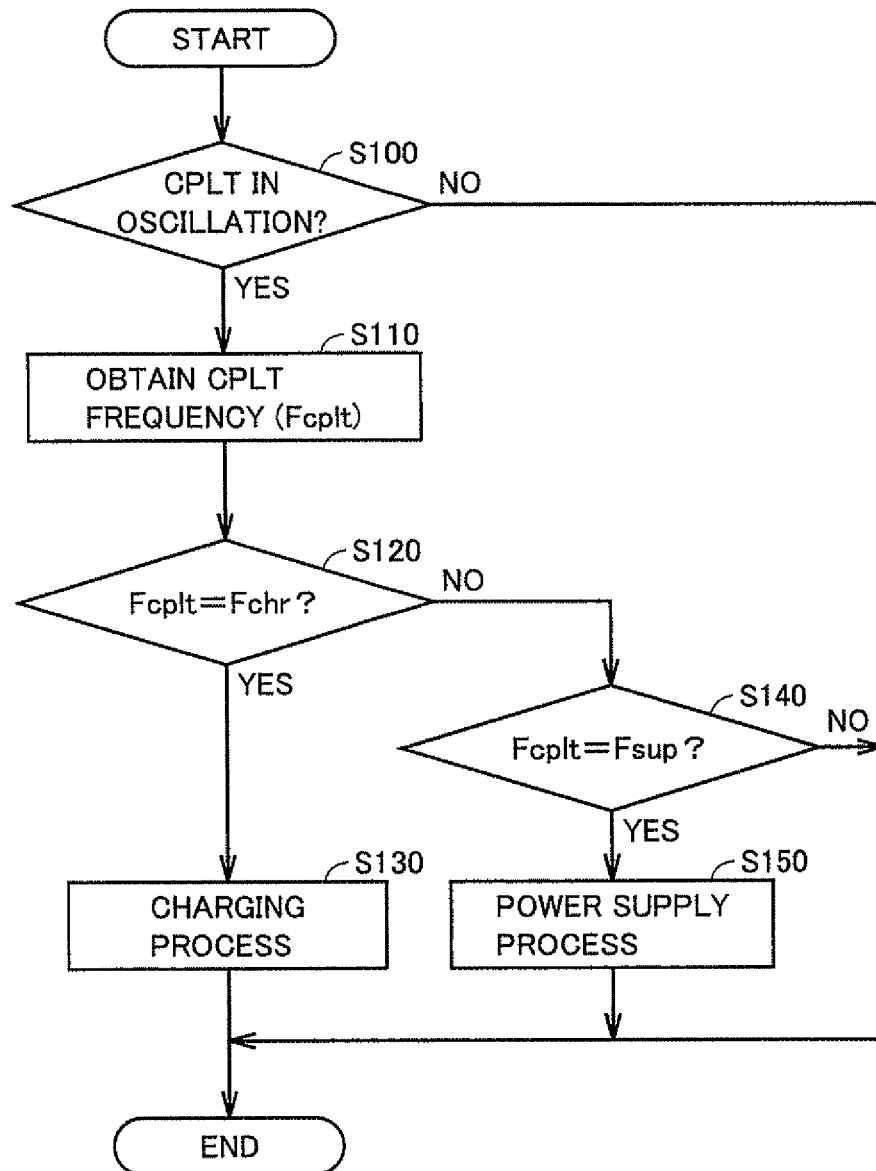 START
S100
CPLT IN
OSCILLATION?
NO
YES
S110
OBTAIN CPLT
FREQUENCY (Fcplt)
S120
Fcplt=Fchr?
NO
YES
S140
Fcplt=Fsup?
NO
YES
S130
CHARGING
PROCESS
S150
POWER SUPPLY
PROCESS
END